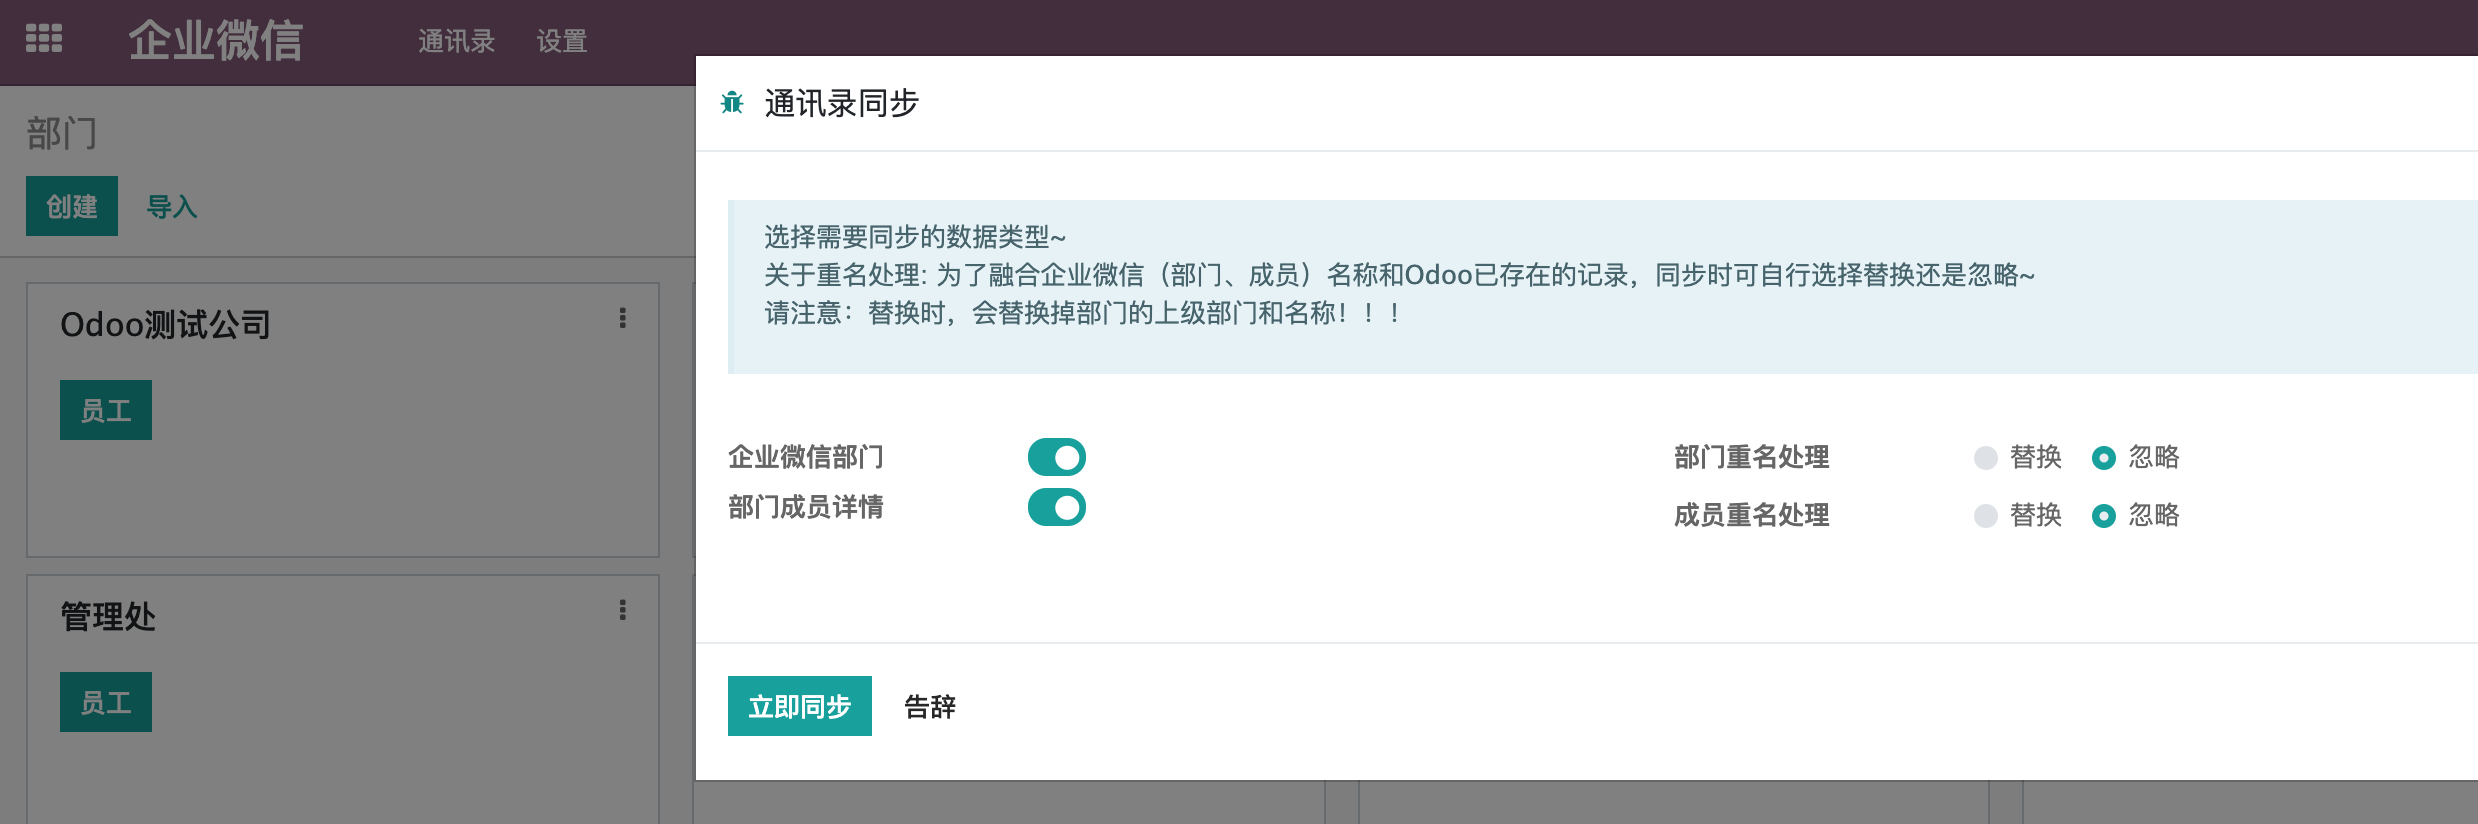 企业微信
通讯录 设置
部门
创建 导入
Odoo测试公司
员工
管理处
员工
通讯录同步
选择需要同步的数据类型~
关于重名处理: 为了融合企业微信（部门、成员）名称和Odoo已存在的记录，同步时可自行选择替换还是忽略~
请注意：替换时，会替换掉部门的上级部门和名称！！！
企业微信部门
部门重名处理 替换 忽略
部门成员详情
成员重名处理 替换 忽略
立即同步 告辞